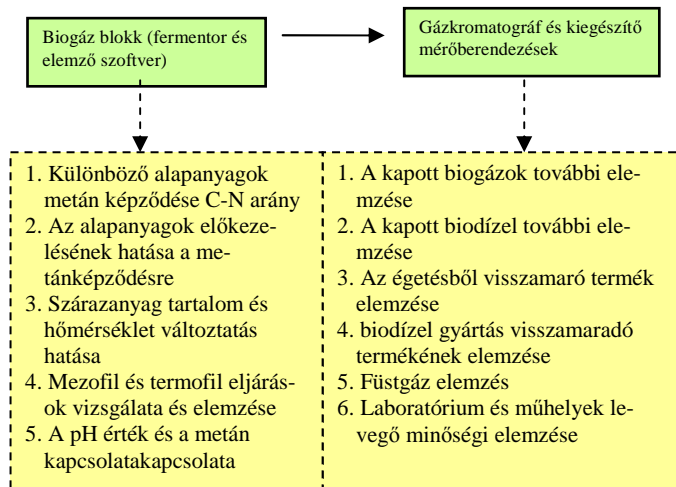 Biogáz blokk (fermentor és
elemző szoftver)
Gázkromatográf és kiegészítő
mérőberendezések
1. Különböző alapanyagok
metán képződése C-N arány
2. Az alapanyagok előkeze-
lésének hatása a me-
tánképződésre
3. Szárazanyag tartalom és
hőmérséklet változtatás
hatása
4. Mezofil és termofil eljárás-
ok vizsgálata és elemzése
5. A pH érték és a metán
kapcsolatakapcsolata
1. A kapott biogázok további ele-
mzése
2. A kapott biodízel további ele-
mzése
3. Az égetésből visszamaró termék
elemzése
4. biodízel gyártás visszamaradó
termékének elemzése
5. Füstgáz elemzés
6. Laboratórium és műhelyek le-
vegő minőségi elemzése